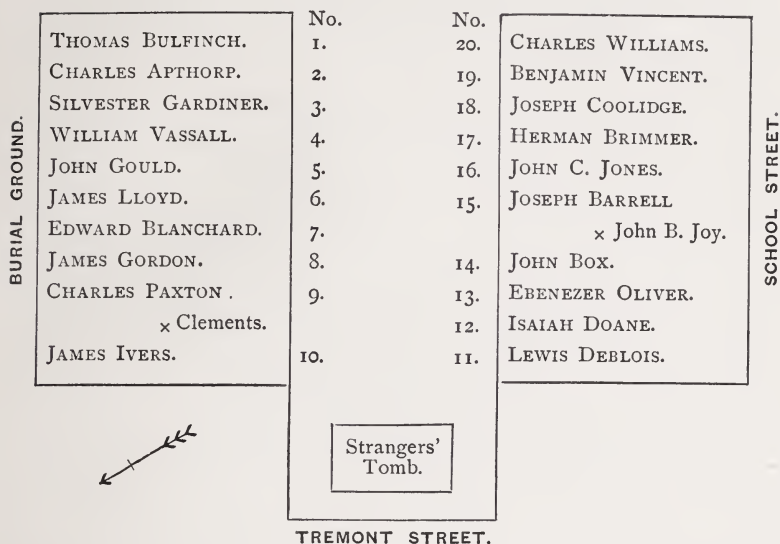 BURIAL GROUND.
No.
THOMAS BULFINCH. 1.
CHARLES APTHORP. 2.
SILVESTER GARDINER. 3.
WILLIAM VASSALL. 4.
JOHN GOULD. 5.
JAMES LLOYD. 6.
EDWARD BLANCHARD. 7.
JAMES GORDON. 8.
CHARLES PAXTON. 9.
× Clements.
JAMES IVERS. 10.
No.
20. CHARLES WILLIAMS.
19. BENJAMIN VINCENT.
18. JOSEPH COOLIDGE.
17. HERMAN BRIMMER.
16. JOHN C. JONES.
15. JOSEPH BARRELL
× John B. Joy.
14. JOHN BOX.
13. EBENEZER OLIVER.
12. ISAIAH DOANE.
11. LEWIS DEBLOIS.
SCHOOL STREET.
Strangers'
Tomb.
TREMONT STREET.